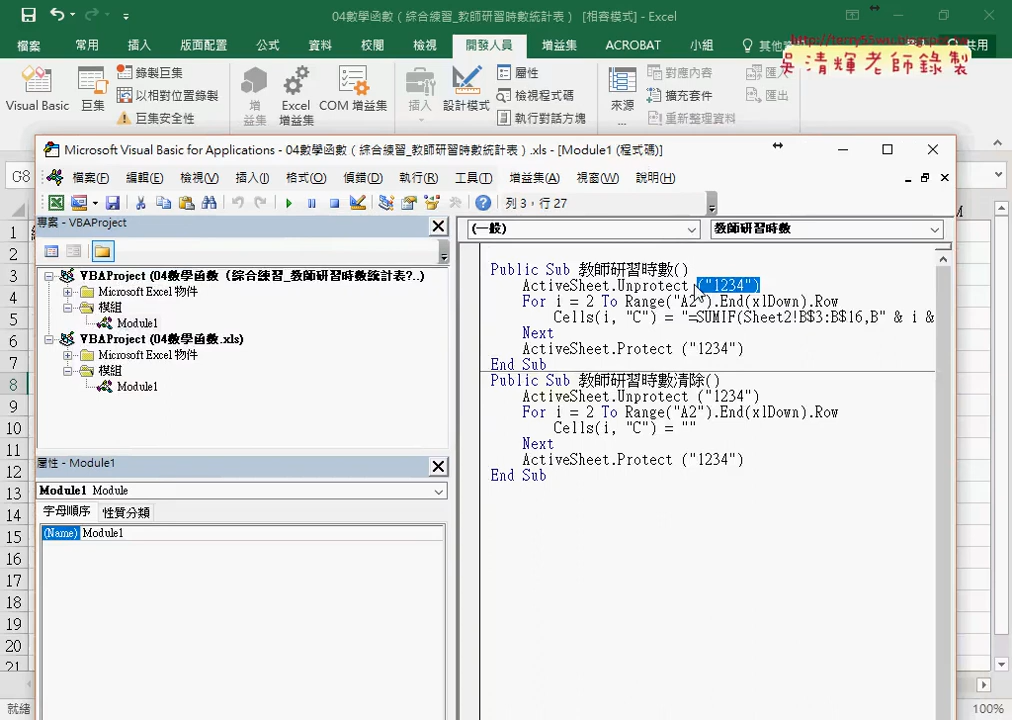 04數學函數（綜合練習_教師研習時數統計表） [相容模式] - Excel
檔案 常用 插入 版面配置 公式 資料 校閱 檢視 開發人員 增益集 ACROBAT 小組 其他 共用
http://terry55wu.blogspot
吳清輝老師錄製
Visual Basic 巨集 錄製巨集 以相對位置錄製 巨集安全性
增益集 Excel 增益集 COM 增益集
插入 設計模式 屬性 檢視程式碼 執行對話方塊
來源 對應內容 擴充套件 重新整理資料 匯出
Microsoft Visual Basic for Applications - 04數學函數（綜合練習_教師研習時數統計表）.xls - [Module1 (程式碼)]
檔案(F) 編輯(E) 檢視(V) 插入(I) 格式(O) 偵錯(D) 執行(R) 工具(T) 增益集(A) 視窗(W) 說明(H)
列 3，行 27
G8
專案 - VBAProject
VBAProject (04數學函數（綜合練習_教師研習時數統計表?..)
Microsoft Excel 物件
模組
Module1
VBAProject (04數學函數.xls)
Microsoft Excel 物件
模組
Module1
屬性 - Module1
Module1 Module
字母順序 性質分類
(Name) Module1
(一般) 教師研習時數
Public Sub 教師研習時數()
ActiveSheet.Unprotect ("1234")
For i = 2 To Range("A2").End(xlDown).Row
Cells(i, "C") = "=SUMIF(Sheet2!B$3:B$16,B" & i &
Next
ActiveSheet.Protect ("1234")
End Sub
Public Sub 教師研習時數清除()
ActiveSheet.Unprotect ("1234")
For i = 2 To Range("A2").End(xlDown).Row
Cells(i, "C") = ""
Next
ActiveSheet.Protect ("1234")
End Sub
M
1
2
3
4
5
6
7
8
9
10
11
12
13
14
15
16
17
18
19
20
21
就緒 100%